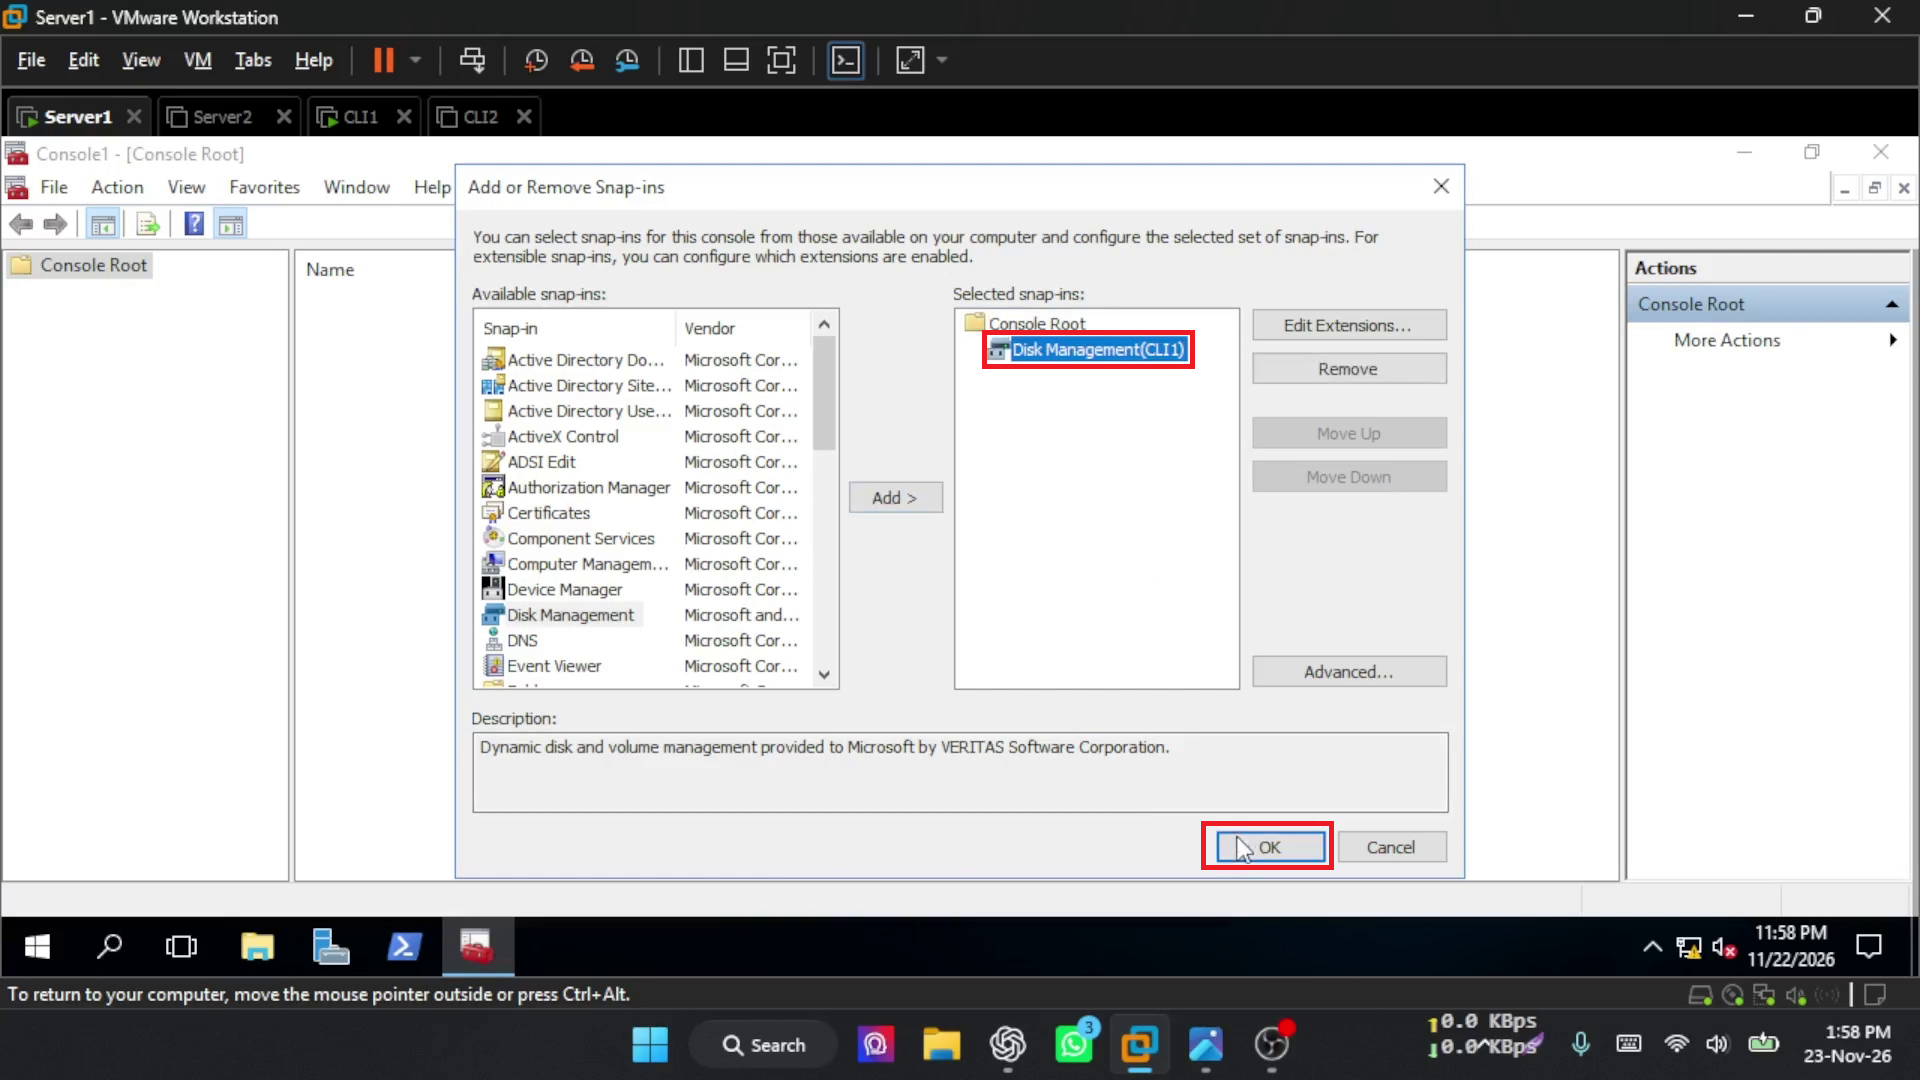 Server1 - VMware Workstation
File Edit View VM Tabs Help
Server1 Server2 CLI1 CLI2
Console1 - [Console Root]
File Action View Favorites Window Help
Console Root
Name
Add or Remove Snap-ins
You can select snap-ins for this console from those available on your computer and configure the selected set of snap-ins. For
extensible snap-ins, you can configure which extensions are enabled.
Available snap-ins:
Snap-in Vendor
Active Directory Do... Microsoft Cor...
Active Directory Site... Microsoft Cor...
Active Directory Use... Microsoft Cor...
ActiveX Control Microsoft Cor...
ADSI Edit Microsoft Cor...
Authorization Manager Microsoft Cor...
Certificates Microsoft Cor...
Component Services Microsoft Cor...
Computer Managem... Microsoft Cor...
Device Manager Microsoft Cor...
Disk Management Microsoft and...
DNS Microsoft Cor...
Event Viewer Microsoft Cor...
Add >
Selected snap-ins:
Console Root
Disk Management(CLI1)
Edit Extensions...
Remove
Move Up
Move Down
Advanced...
Description:
Dynamic disk and volume management provided to Microsoft by VERITAS Software Corporation.
OK Cancel
Actions
Console Root
More Actions
11:58 PM
11/22/2026
To return to your computer, move the mouse pointer outside or press Ctrl+Alt.
Search
3
0.0 KBps
0.0 KBps
1:58 PM
23-Nov-26